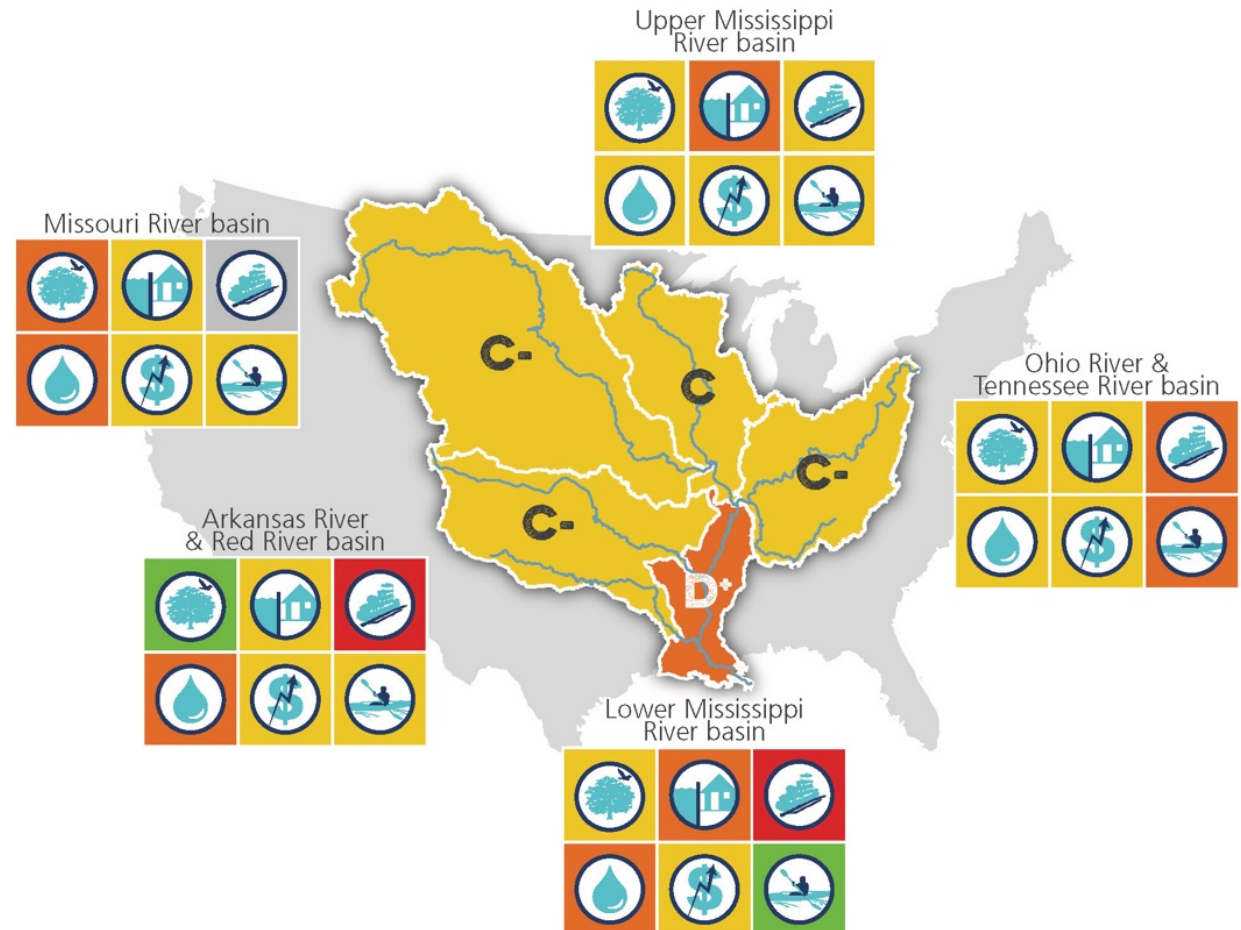 Upper Mississippi
River basin
Missouri River basin
Ohio River &
Tennessee River basin
Arkansas River
& Red River basin
Lower Mississippi
River basin
C-
C
C-
C-
D+
$
$
$
$
$